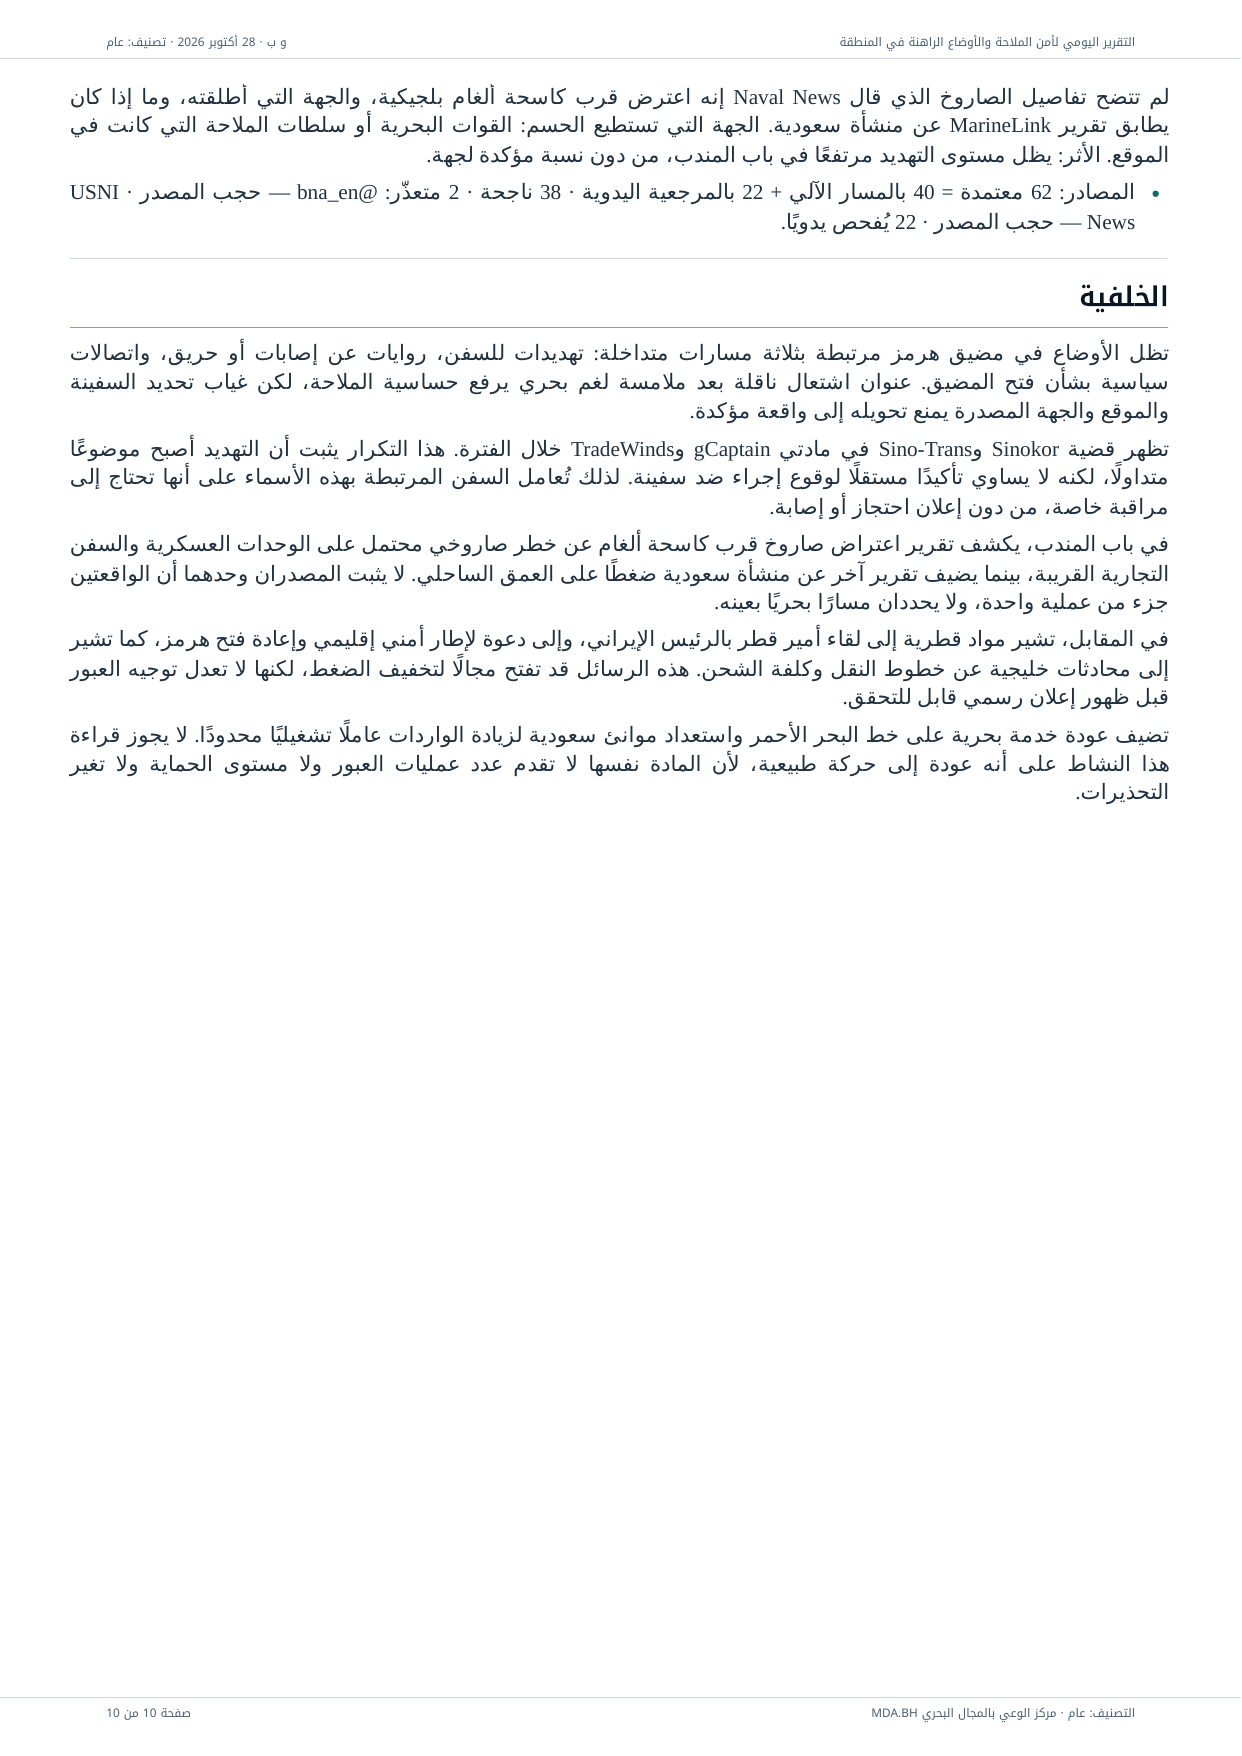 التقرير اليومي لأمن الملاحة والأوضاع الراهنة في المنطقة
و ب · 28 أكتوبر 2026 · تصنيف: عام
لم تتضح تفاصيل الصاروخ الذي قال Naval News إنه اعترض قرب كاسحة ألغام بلجيكية، والجهة التي أطلقته، وما إذا كان
يطابق تقرير MarineLink عن منشأة سعودية. الجهة التي تستطيع الحسم: القوات البحرية أو سلطات الملاحة التي كانت في
الموقع. الأثر: يظل مستوى التهديد مرتفعًا في باب المندب، من دون نسبة مؤكدة لجهة.
• المصادر: 62 معتمدة = 40 بالمسار الآلي + 22 بالمرجعية اليدوية · 38 ناجحة · 2 متعذّر: @bna_en — حجب المصدر · USNI
News — حجب المصدر · 22 يُفحص يدويًا.
الخلفية
تظل الأوضاع في مضيق هرمز مرتبطة بثلاثة مسارات متداخلة: تهديدات للسفن، روايات عن إصابات أو حريق، واتصالات
سياسية بشأن فتح المضيق. عنوان اشتعال ناقلة بعد ملامسة لغم بحري يرفع حساسية الملاحة، لكن غياب تحديد السفينة
والموقع والجهة المصدرة يمنع تحويله إلى واقعة مؤكدة.
تظهر قضية Sinokor وSino-Trans في مادتي gCaptain وTradeWinds خلال الفترة. هذا التكرار يثبت أن التهديد أصبح موضوعًا
متداولًا، لكنه لا يساوي تأكيدًا مستقلًا لوقوع إجراء ضد سفينة. لذلك تُعامل السفن المرتبطة بهذه الأسماء على أنها تحتاج إلى
مراقبة خاصة، من دون إعلان احتجاز أو إصابة.
في باب المندب، يكشف تقرير اعتراض صاروخ قرب كاسحة ألغام عن خطر صاروخي محتمل على الوحدات العسكرية والسفن
التجارية القريبة، بينما يضيف تقرير آخر عن منشأة سعودية ضغطًا على العمق الساحلي. لا يثبت المصدران وحدهما أن الواقعتين
جزء من عملية واحدة، ولا يحددان مسارًا بحريًا بعينه.
في المقابل، تشير مواد قطرية إلى لقاء أمير قطر بالرئيس الإيراني، وإلى دعوة لإطار أمني إقليمي وإعادة فتح هرمز، كما تشير
إلى محادثات خليجية عن خطوط النقل وكلفة الشحن. هذه الرسائل قد تفتح مجالًا لتخفيف الضغط، لكنها لا تعدل توجيه العبور
قبل ظهور إعلان رسمي قابل للتحقق.
تضيف عودة خدمة بحرية على خط البحر الأحمر واستعداد موانئ سعودية لزيادة الواردات عاملًا تشغيليًا محدودًا. لا يجوز قراءة
هذا النشاط على أنه عودة إلى حركة طبيعية، لأن المادة نفسها لا تقدم عدد عمليات العبور ولا مستوى الحماية ولا تغير
التحذيرات.
التصنيف: عام · مركز الوعي بالمجال البحري MDA.BH
صفحة 10 من 10